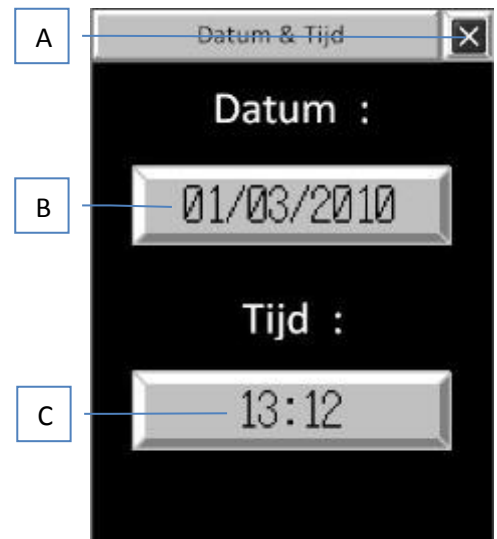 A
Datum & Tijd
Datum :
B
01/03/2010
Tijd :
C
13:12